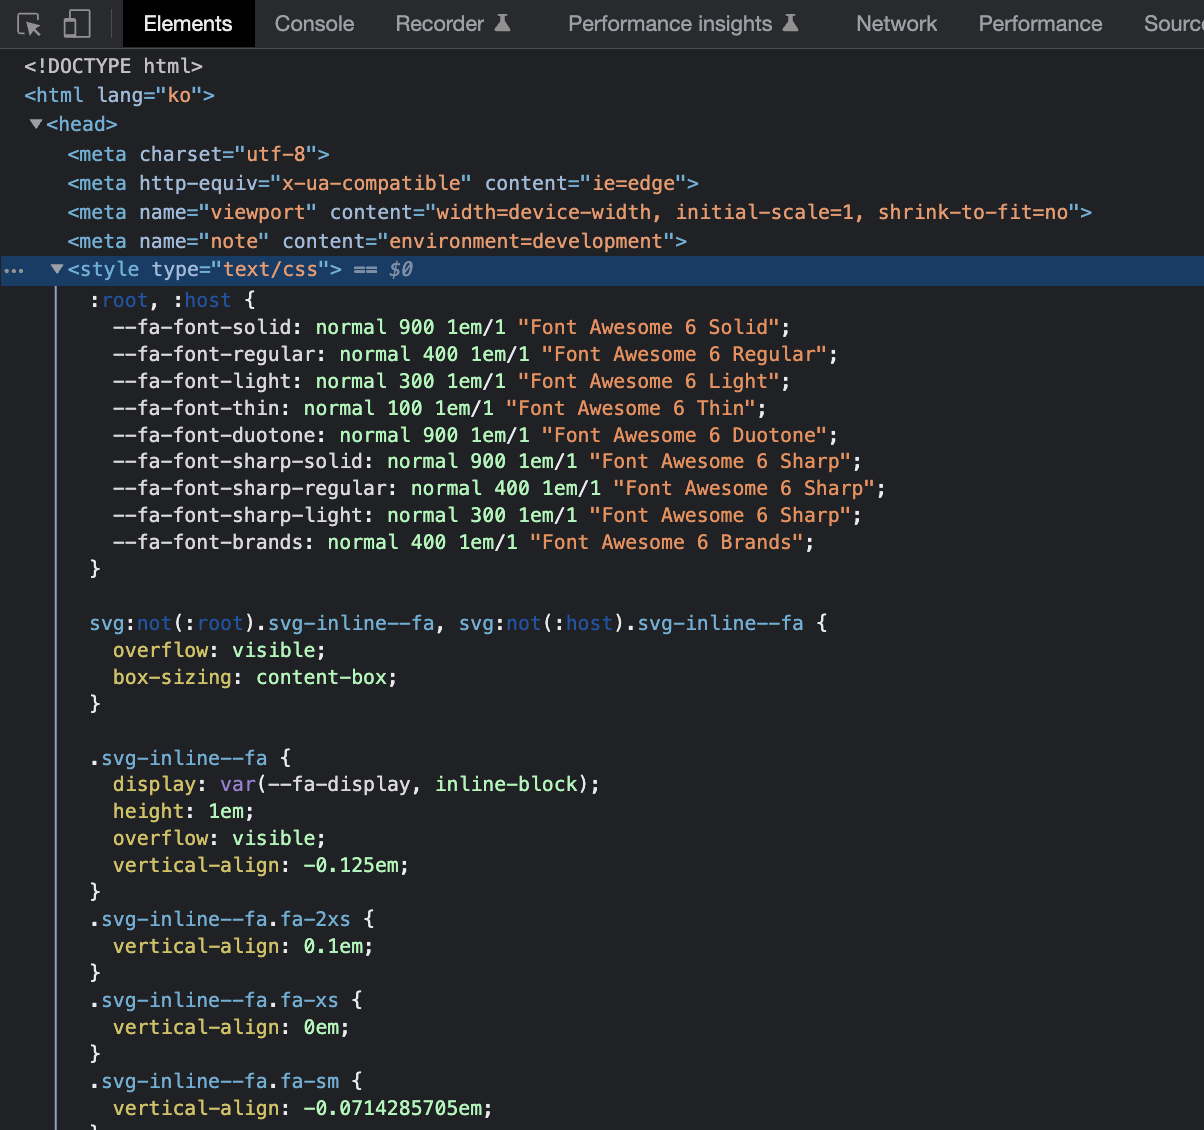 Elements Console Recorder Performance insights Network Performance Sourc
<!DOCTYPE html>
<html lang="ko">
<head>
<meta charset="utf-8">
<meta http-equiv="x-ua-compatible" content="ie=edge">
<meta name="viewport" content="width=device-width, initial-scale=1, shrink-to-fit=no">
<meta name="note" content="environment=development">
<style type="text/css"> == $0
:root, :host {
--fa-font-solid: normal 900 1em/1 "Font Awesome 6 Solid";
--fa-font-regular: normal 400 1em/1 "Font Awesome 6 Regular";
--fa-font-light: normal 300 1em/1 "Font Awesome 6 Light";
--fa-font-thin: normal 100 1em/1 "Font Awesome 6 Thin";
--fa-font-duotone: normal 900 1em/1 "Font Awesome 6 Duotone";
--fa-font-sharp-solid: normal 900 1em/1 "Font Awesome 6 Sharp";
--fa-font-sharp-regular: normal 400 1em/1 "Font Awesome 6 Sharp";
--fa-font-sharp-light: normal 300 1em/1 "Font Awesome 6 Sharp";
--fa-font-brands: normal 400 1em/1 "Font Awesome 6 Brands";
}
svg:not(:root).svg-inline--fa, svg:not(:host).svg-inline--fa {
overflow: visible;
box-sizing: content-box;
}
.svg-inline--fa {
display: var(--fa-display, inline-block);
height: 1em;
overflow: visible;
vertical-align: -0.125em;
}
.svg-inline--fa.fa-2xs {
vertical-align: 0.1em;
}
.svg-inline--fa.fa-xs {
vertical-align: 0em;
}
.svg-inline--fa.fa-sm {
vertical-align: -0.0714285705em;
}